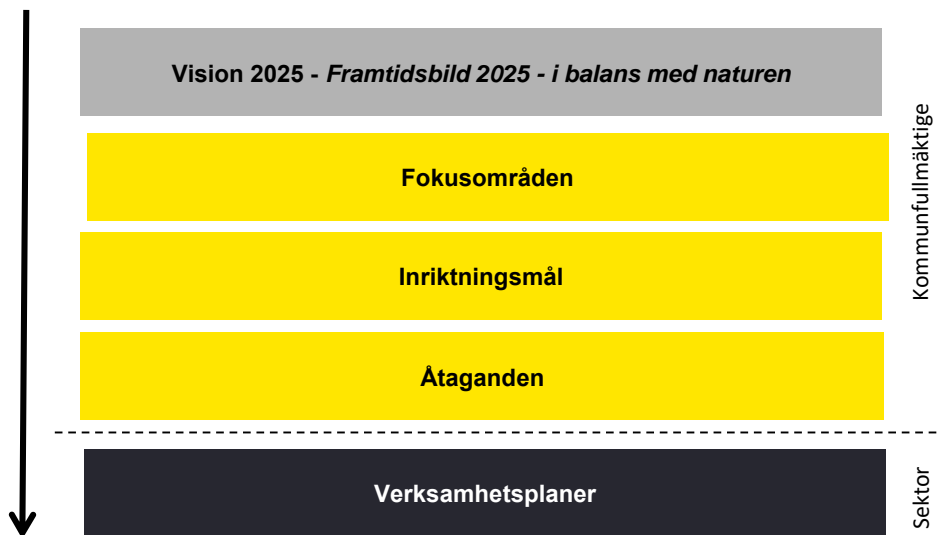 Vision 2025 - Framtidsbild 2025 - i balans med naturen
Fokusområden
Inriktningsmål
Åtaganden
Kommunfullmäktige
Verksamhetsplaner
Sektor